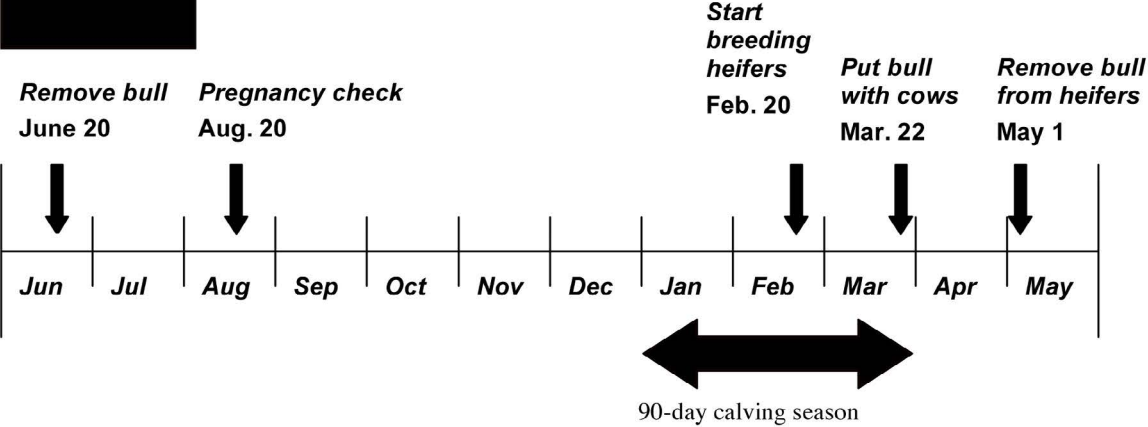 Remove bull
June 20
Pregnancy check
Aug. 20
Start
breeding
heifers
Feb. 20
Put bull
with cows
Mar. 22
Remove bull
from heifers
May 1
Jun Jul Aug Sep Oct Nov Dec Jan Feb Mar Apr May
90-day calving season